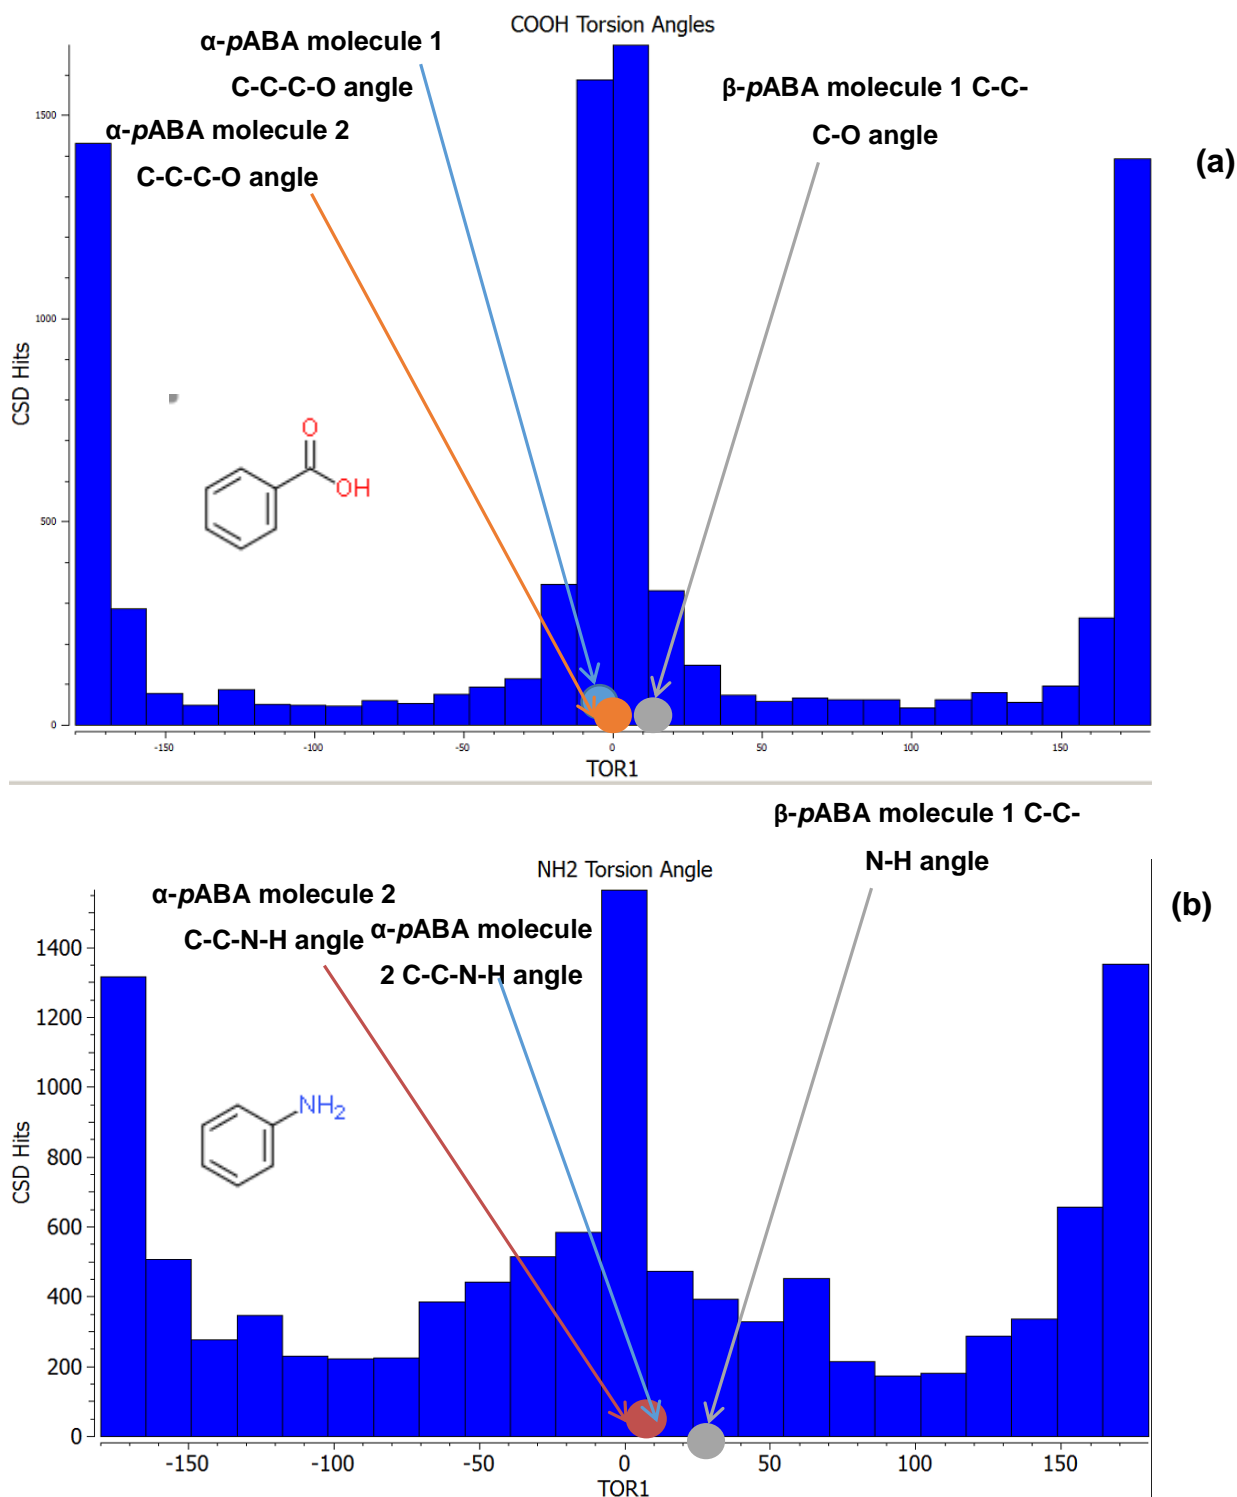 COOH Torsion Angles
α-pABA molecule 1
C-C-C-O angle
α-pABA molecule 2
C-C-C-O angle
β-pABA molecule 1 C-C-
C-O angle
(a)
1500
1000
500
0
CSD Hits
O
OH
-150 -100 -50 0 50 100 150
TOR1
β-pABA molecule 1 C-C-
N-H angle
NH2 Torsion Angle
α-pABA molecule 2
C-C-N-H angle
α-pABA molecule
2 C-C-N-H angle
(b)
1400
1200
1000
800
600
400
200
0
CSD Hits
NH2
-150 -100 -50 0 50 100 150
TOR1